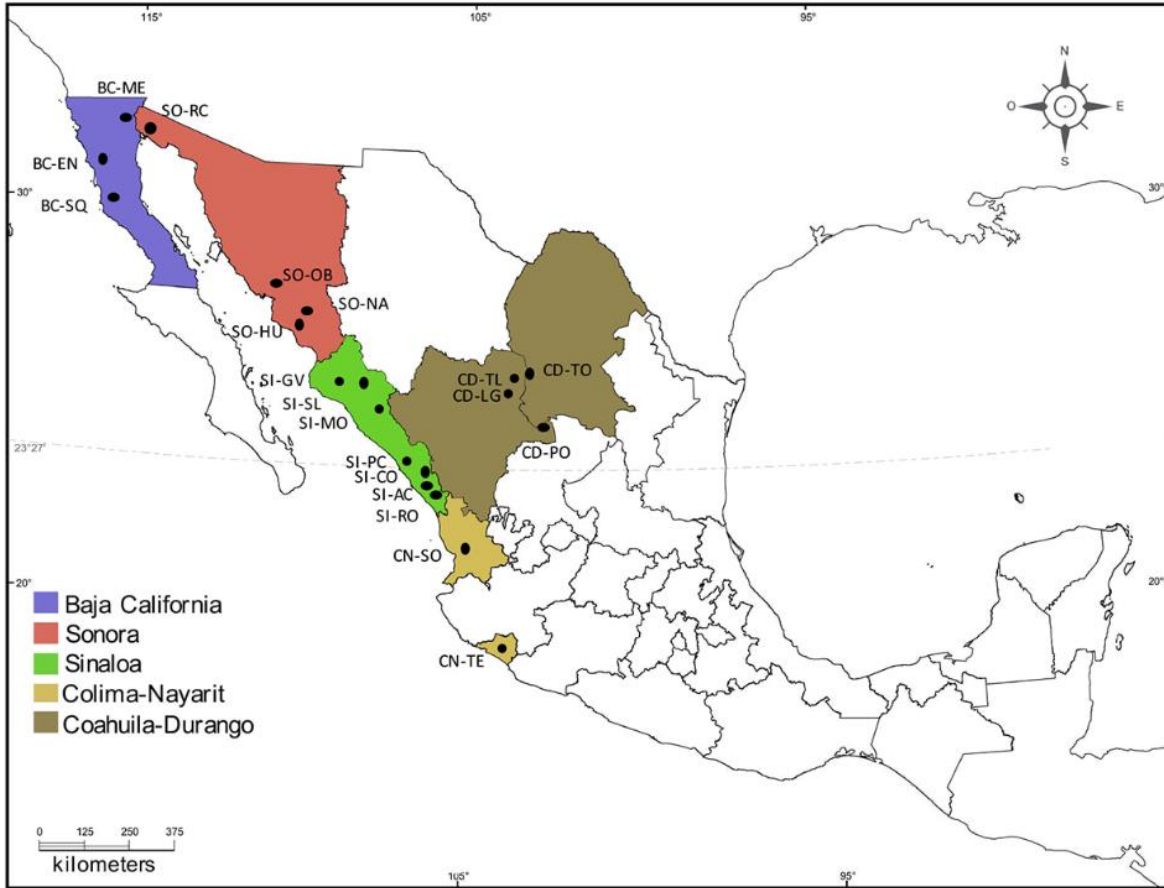 115°
105°
95°
N
O
E
S
BC-ME
SO-RC
BC-EN
30°
30°
BC-SQ
SO-OB
SO-NA
SO-HU
CD-TO
CD-TL
SI-GV
CD-LG
SI-SL
SI-MO
23°27
CD-PO
SI-PC
SI-CO
SI-AC
SI-RO
CN-SO
20°
20°
Baja California
Sonora
Sinaloa
CN-TE
Colima-Nayarit
Coahuila-Durango
0 125 250 375
kilometers
105°
95°